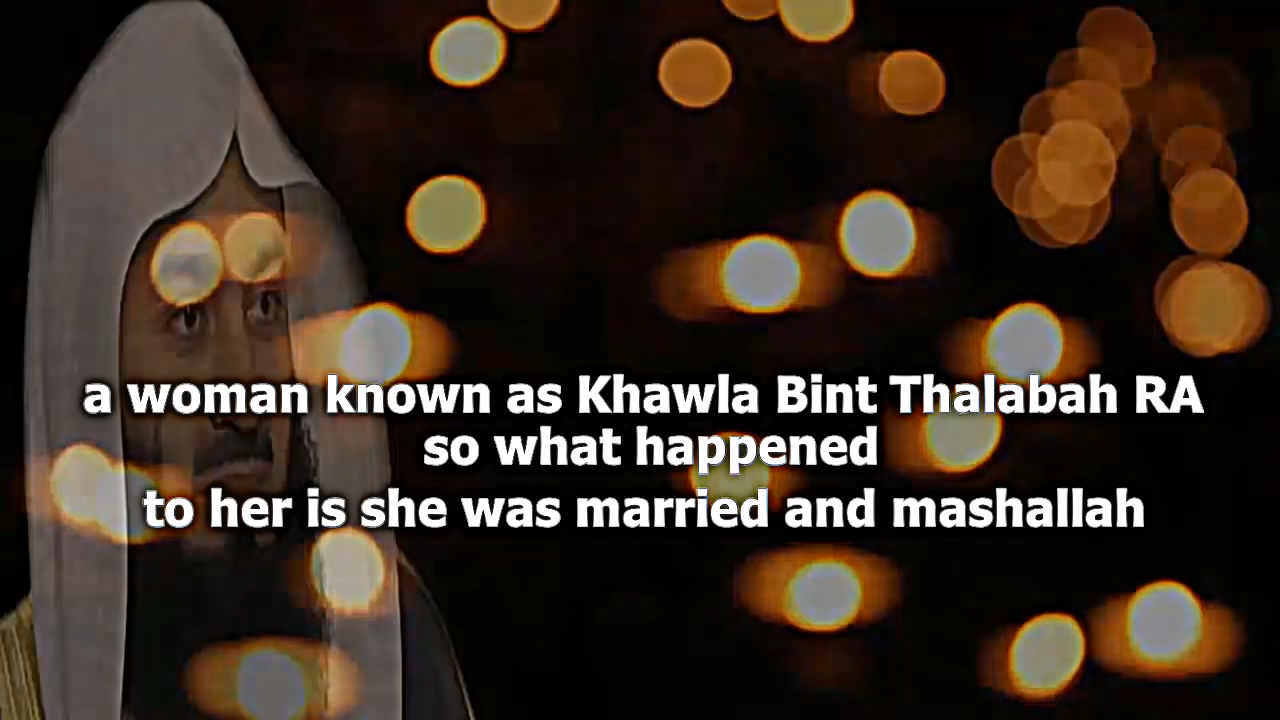 a woman known as Khawla Bint Thalabah RA
so what happened
to her is she was married and mashallah